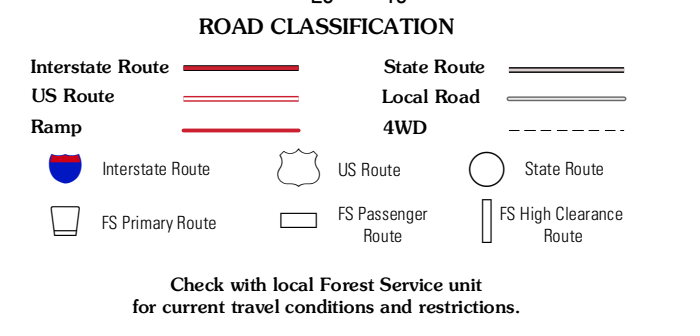 ROAD CLASSIFICATION
Interstate Route
State Route
US Route
Local Road
Ramp
4WD
Interstate Route
US Route
State Route
FS Primary Route
FS Passenger
Route
FS High Clearance
Route
Check with local Forest Service unit
for current travel conditions and restrictions.